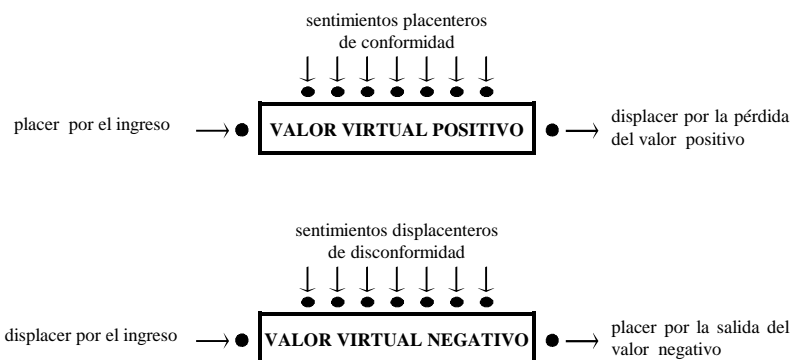 sentimientos placenteros
de conformidad
placer por el ingreso
VALOR VIRTUAL POSITIVO
displacer por la pérdida
del valor positivo
sentimientos displacenteros
de disconformidad
displacer por el ingreso
VALOR VIRTUAL NEGATIVO
placer por la salida del
valor negativo